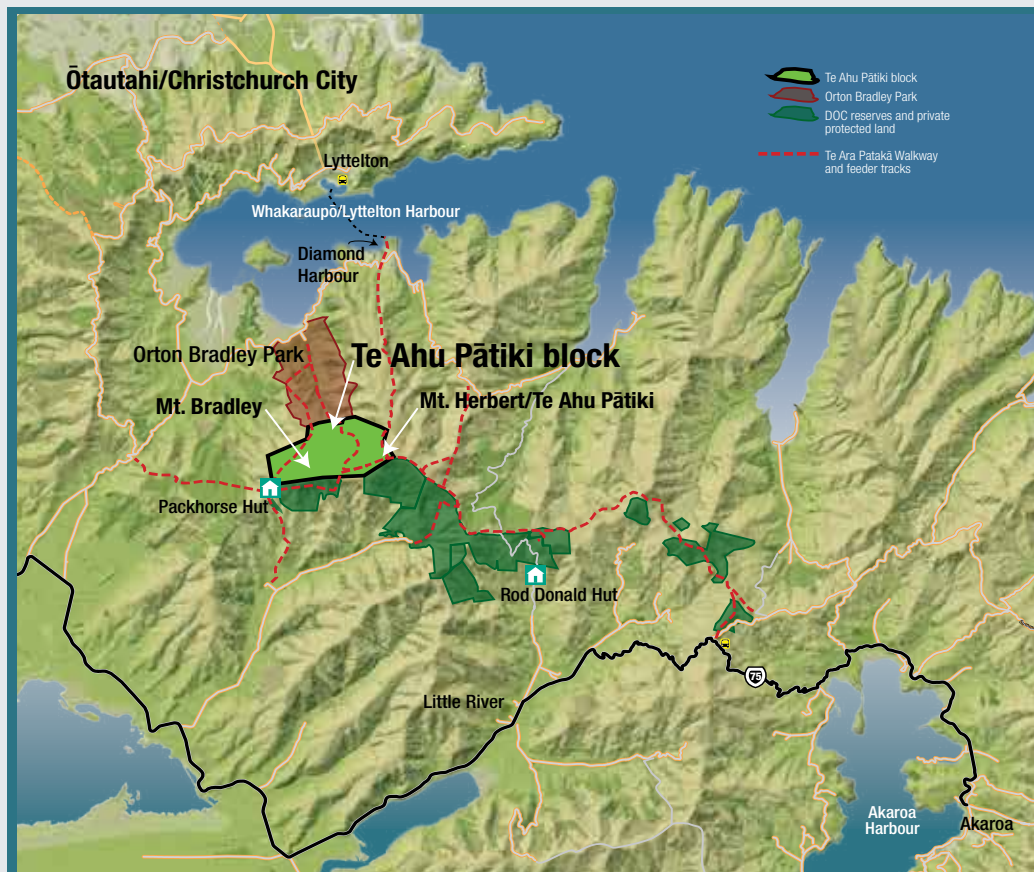 Ōtautahi/Christchurch City
Te Ahu Pātiki block
Orton Bradley Park
DOC reserves and private
protected land
Te Ara Patakā Walkway
and feeder tracks
Lyttelton
Whakaraupō/Lyttelton Harbour
Diamond
Harbour
Orton Bradley Park
Te Ahu Pātiki block
Mt. Bradley
Mt. Herbert/Te Ahu Pātiki
Packhorse Hut
Rod Donald Hut
75
Little River
Akaroa
Harbour
Akaroa